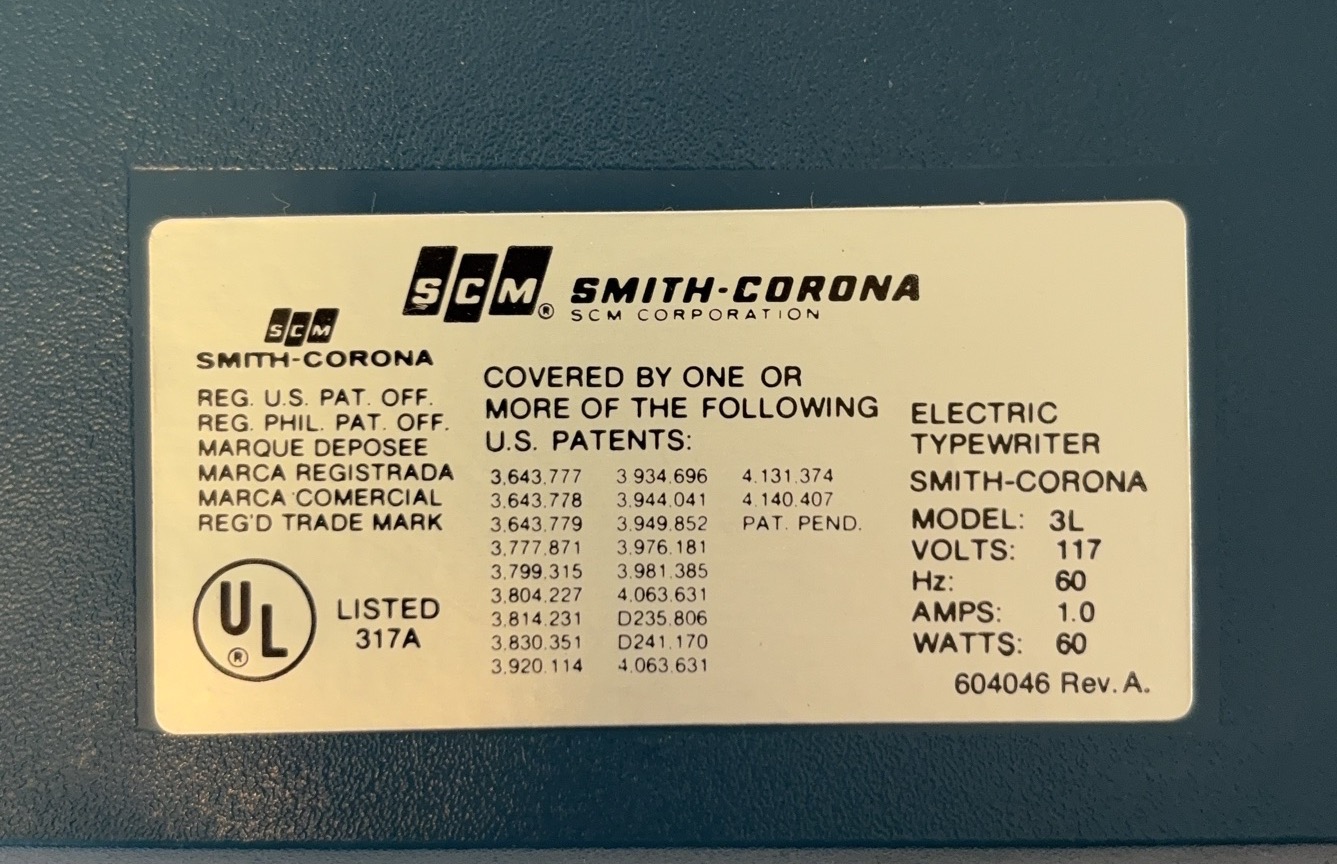 SCM® SMITH-CORONA
SCM CORPORATION
SCM
SMITH-CORONA
REG. U.S. PAT. OFF.
REG. PHIL. PAT. OFF.
MARQUE DEPOSEE
MARCA REGISTRADA
MARCA COMERCIAL
REG'D TRADE MARK
UL®
LISTED
317A
COVERED BY ONE OR
MORE OF THE FOLLOWING
U.S. PATENTS:
3,643,777 3 934.696 4.131.374
3,643.778 3.944.041 4.140.407
3,643.779 3.949.852 PAT. PEND.
3,777.871 3.976.181
3,799.315 3.981.385
3,804.227 4.063.631
3,814.231 D235.806
3,830.351 D241.170
3,920.114 4.063.631
ELECTRIC
TYPEWRITER
SMITH-CORONA
MODEL: 3L
VOLTS: 117
Hz: 60
AMPS: 1.0
WATTS: 60
604046 Rev. A.